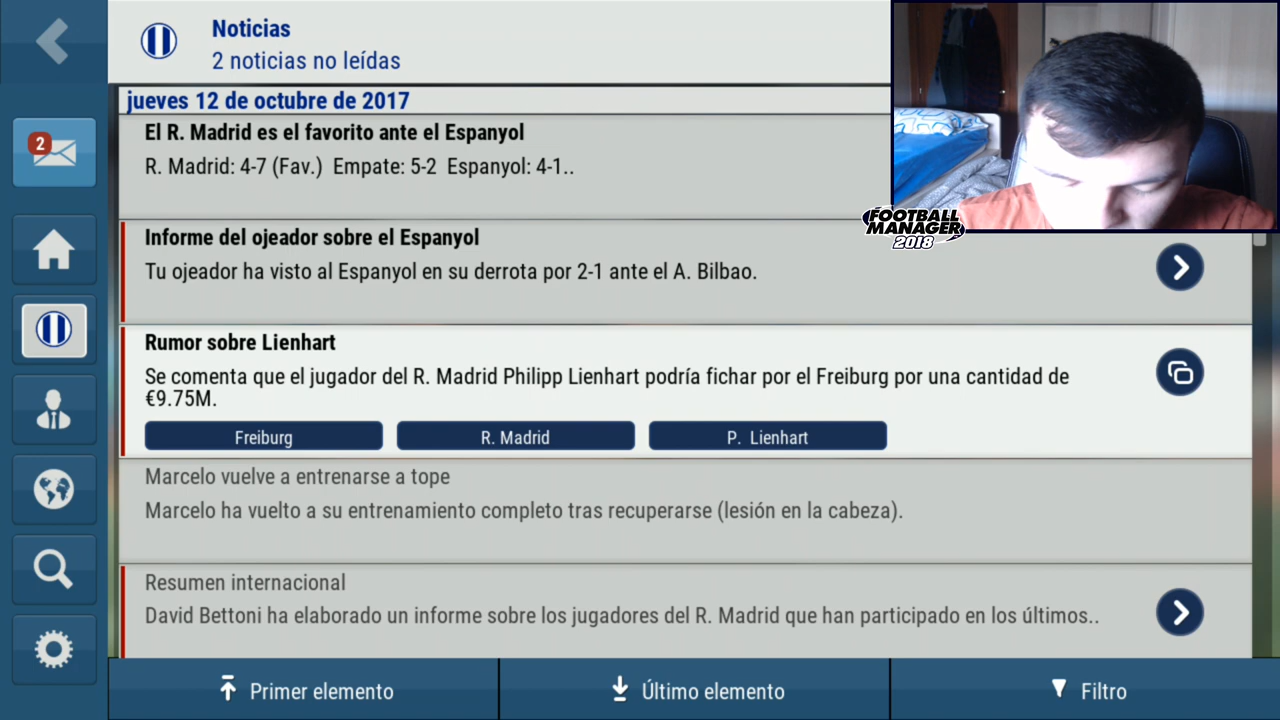 Noticias
2 noticias no leídas
jueves 12 de octubre de 2017
El R. Madrid es el favorito ante el Espanyol
R. Madrid: 4-7 (Fav.) Empate: 5-2 Espanyol: 4-1..
FOOTBALL
MANAGER
2018
2
Informe del ojeador sobre el Espanyol
Tu ojeador ha visto al Espanyol en su derrota por 2-1 ante el A. Bilbao.
Rumor sobre Lienhart
Se comenta que el jugador del R. Madrid Philipp Lienhart podría fichar por el Freiburg por una cantidad de
€9.75M.
Freiburg R. Madrid P. Lienhart
Marcelo vuelve a entrenarse a tope
Marcelo ha vuelto a su entrenamiento completo tras recuperarse (lesión en la cabeza).
Resumen internacional
David Bettoni ha elaborado un informe sobre los jugadores del R. Madrid que han participado en los últimos..
Primer elemento Último elemento Filtro